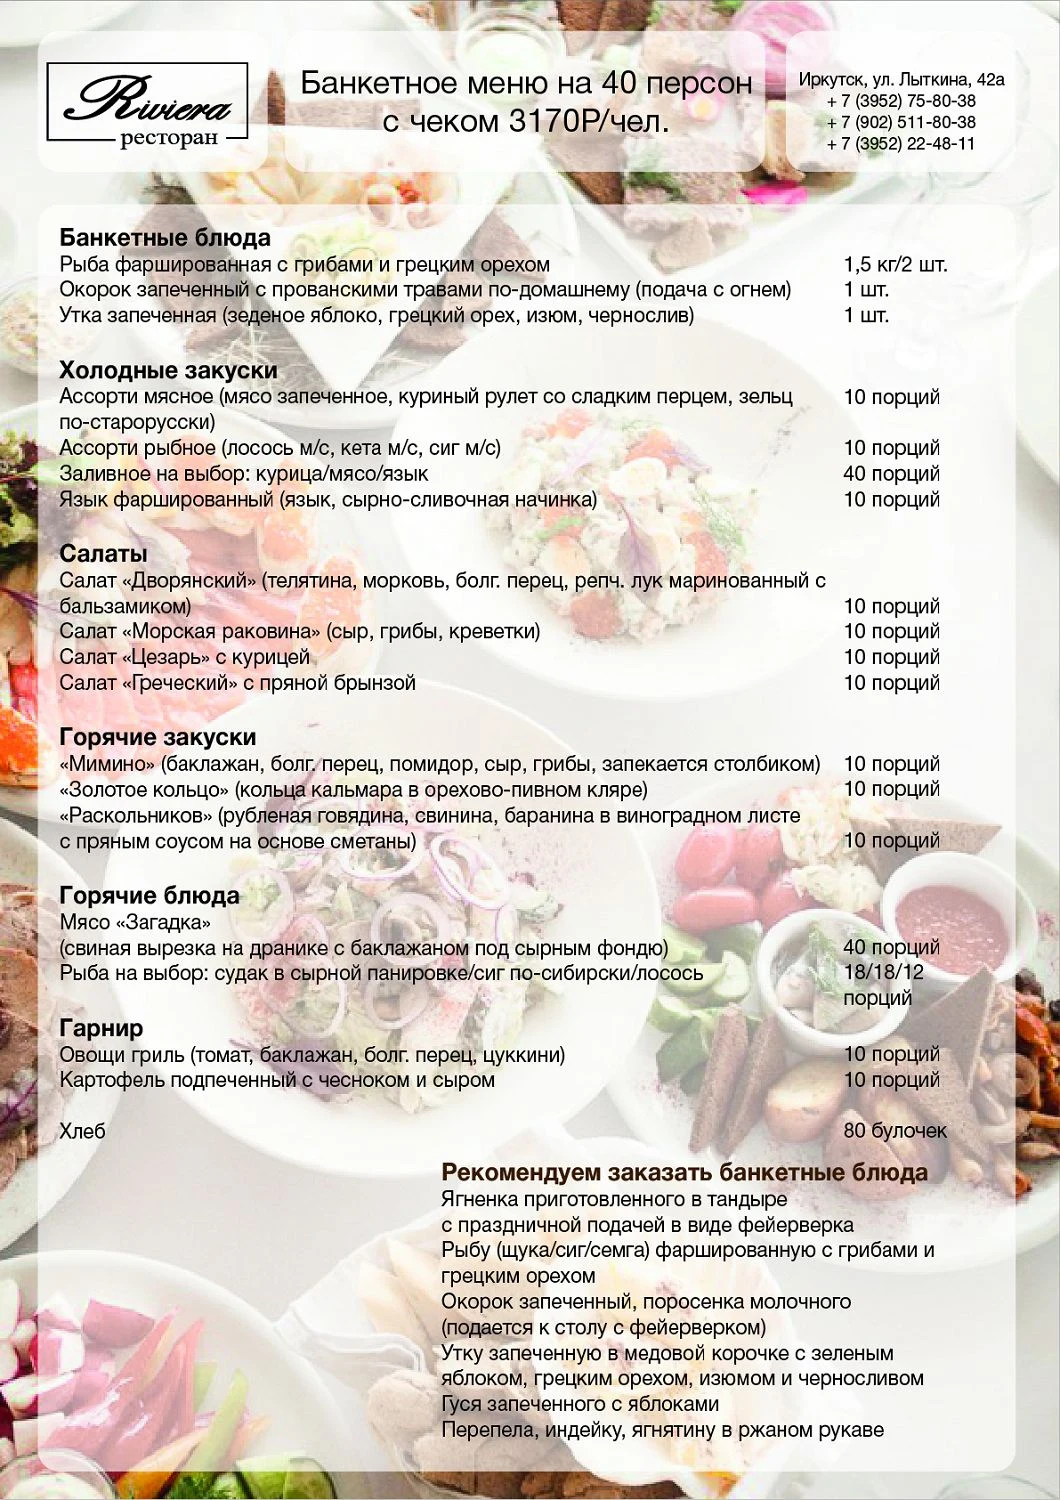 Riviera
ресторан
Банкетное меню на 40 персон
с чеком 3170Р/чел.
Иркутск, ул. Лыткина, 42а
+ 7 (3952) 75-80-38
+ 7 (902) 511-80-38
+ 7 (3952) 22-48-11
Банкетные блюда
Рыба фаршированная с грибами и грецким орехом 1,5 кг/2 шт.
Окорок запеченный с прованскими травами по-домашнему (подача с огнем) 1 шт.
Утка запеченная (зеденое яблоко, грецкий орех, изюм, чернослив) 1 шт.
Холодные закуски
Ассорти мясное (мясо запеченное, куриный рулет со сладким перцем, зельц 10 порций
по-старорусски)
Ассорти рыбное (лосось м/с, кета м/с, сиг м/с) 10 порций
Заливное на выбор: курица/мясо/язык 40 порций
Язык фаршированный (язык, сырно-сливочная начинка) 10 порций
Салаты
Салат «Дворянский» (телятина, морковь, болг. перец, репч. лук маринованный с
бальзамиком) 10 порций
Салат «Морская раковина» (сыр, грибы, креветки) 10 порций
Салат «Цезарь» с курицей 10 порций
Салат «Греческий» с пряной брынзой 10 порций
Горячие закуски
«Мимино» (баклажан, болг. перец, помидор, сыр, грибы, запекается столбиком) 10 порций
«Золотое кольцо» (кольца кальмара в орехово-пивном кляре) 10 порций
«Раскольников» (рубленая говядина, свинина, баранина в виноградном листе
с пряным соусом на основе сметаны) 10 порций
Горячие блюда
Мясо «Загадка»
(свиная вырезка на дранике с баклажаном под сырным фондю) 40 порций
Рыба на выбор: судак в сырной панировке/сиг по-сибирски/лосось 18/18/12
порций
Гарнир
Овощи гриль (томат, баклажан, болг. перец, цуккини) 10 порций
Картофель подпеченный с чесноком и сыром 10 порций
Хлеб 80 булочек
Рекомендуем заказать банкетные блюда
Ягненка приготовленного в тандыре
с праздничной подачей в виде фейерверка
Рыбу (щука/сиг/семга) фаршированную с грибами и
грецким орехом
Окорок запеченный, поросенка молочного
(подается к столу с фейерверком)
Утку запеченную в медовой корочке с зеленым
яблоком, грецким орехом, изюмом и черносливом
Гуся запеченного с яблоками
Перепела, индейку, ягнятину в ржаном рукаве